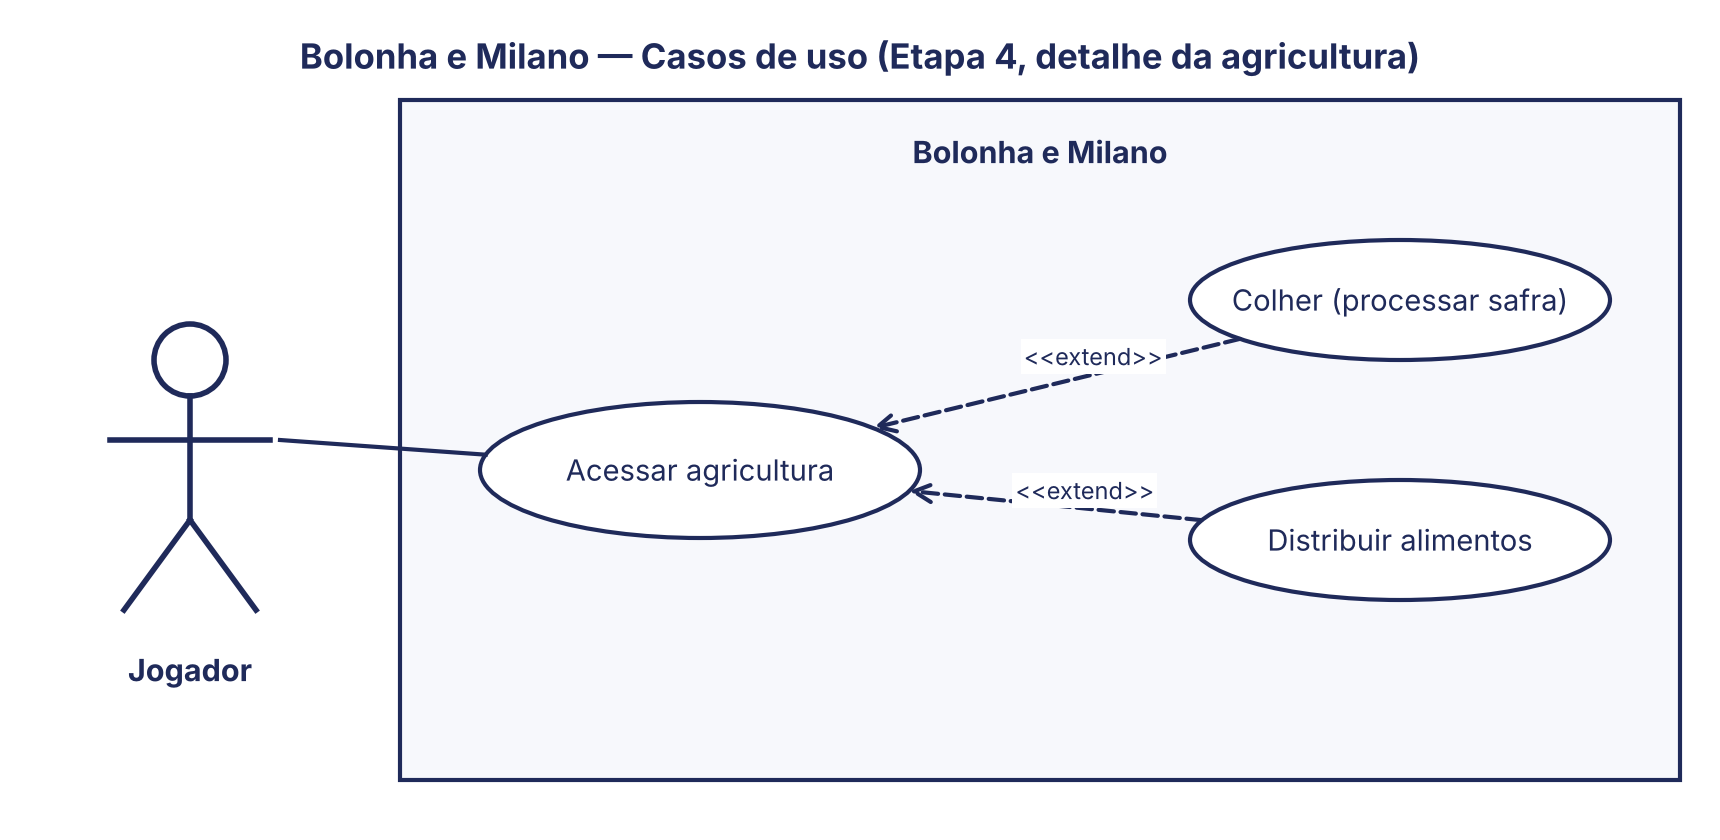 Bolonha e Milano — Casos de uso (Etapa 4, detalhe da agricultura)
Bolonha e Milano
Colher (processar safra)
<<extend>>
Acessar agricultura
<<extend>>
Distribuir alimentos
Jogador